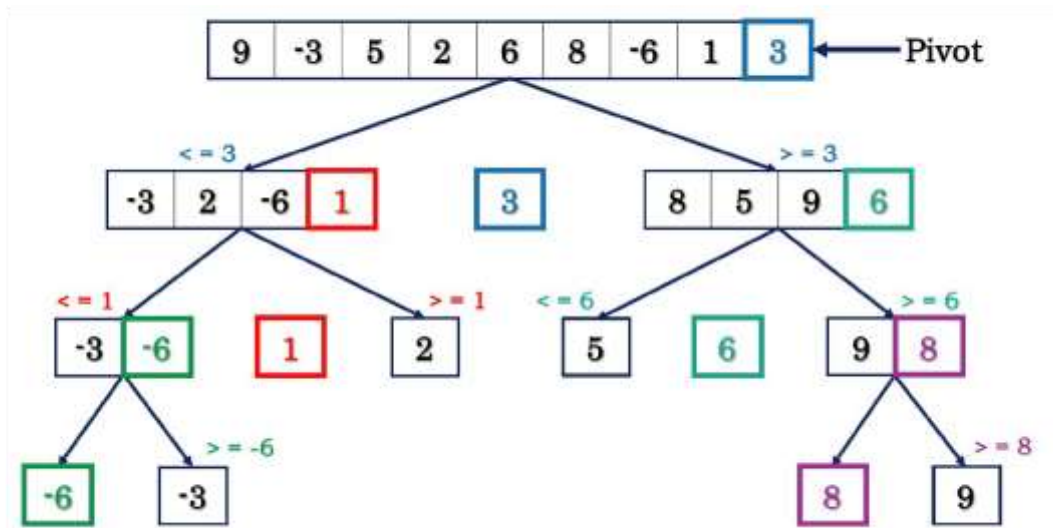 9 -3 5 2 6 8 -6 1 3 Pivot
< = 3 > = 3
-3 2 -6 1 3 8 5 9 6
< = 1 > = 1 < = 6 > = 6
-3 -6 1 2 5 6 9 8
> = -6 > = 8
-6 -3 8 9